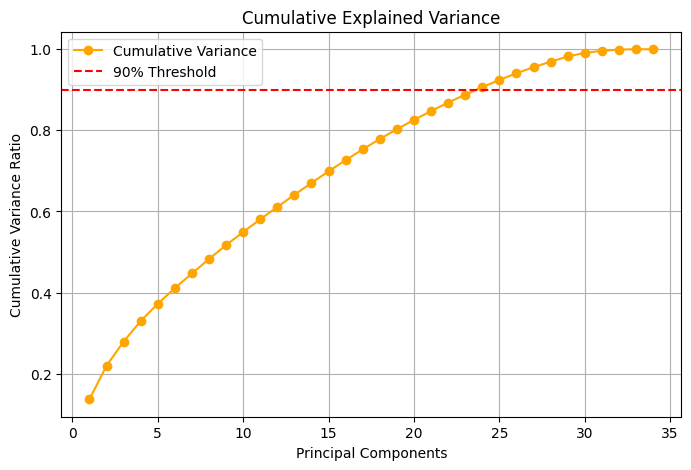 Cumulative Explained Variance
Cumulative Variance
90% Threshold
Cumulative Variance Ratio
1.0
0.8
0.6
0.4
0.2
0 5 10 15 20 25 30 35
Principal Components